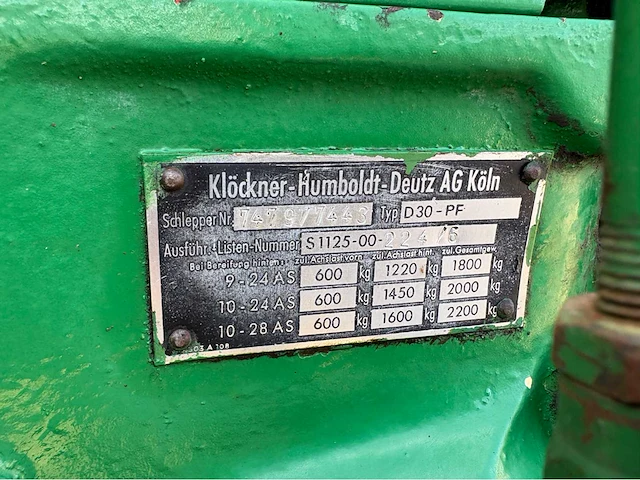 Klöckner-Humboldt-Deutz AG Köln
Schlepper Nr. 7479/7443 Typ D30-PF
Ausführ.-Listen-Nummer S1125-00-224/6
Bei Bereifung hinten: zul. Achslast vorn zul. Achslast hint. zul. Gesamtgew.
9-24 AS 600 kg 1220 kg 1800 kg
10-24 AS 600 kg 1450 kg 2000 kg
10-28 AS 600 kg 1600 kg 2200 kg
A 108